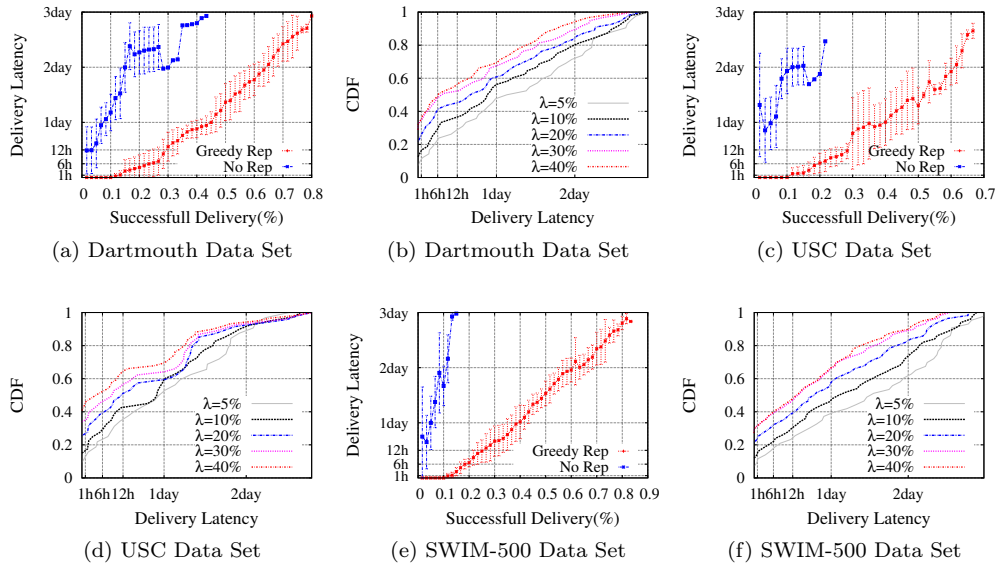 3day
2day
1day
12h
6h
1h
0 0.1 0.2 0.3 0.4 0.5 0.6 0.7 0.8
Delivery Latency
Successfull Delivery(%)
Greedy Rep
No Rep
(a) Dartmouth Data Set
1
0.8
0.6
0.4
0.2
0
1h6h12h 1day 2day
CDF
Delivery Latency
λ=5%
λ=10%
λ=20%
λ=30%
λ=40%
(b) Dartmouth Data Set
3day
2day
1day
12h
6h
1h
0 0.1 0.2 0.3 0.4 0.5 0.6 0.7
Delivery Latency
Successfull Delivery(%)
Greedy Rep
No Rep
(c) USC Data Set
1
0.8
0.6
0.4
0.2
0
1h6h12h 1day 2day
CDF
Delivery Latency
λ=5%
λ=10%
λ=20%
λ=30%
λ=40%
(d) USC Data Set
3day
2day
1day
12h
6h
1h
0 0.1 0.2 0.3 0.4 0.5 0.6 0.7 0.8 0.9
Delivery Latency
Successfull Delivery(%)
Greedy Rep
No Rep
(e) SWIM-500 Data Set
1
0.8
0.6
0.4
0.2
0
1h6h12h 1day 2day
CDF
Delivery Latency
λ=5%
λ=10%
λ=20%
λ=30%
λ=40%
(f) SWIM-500 Data Set